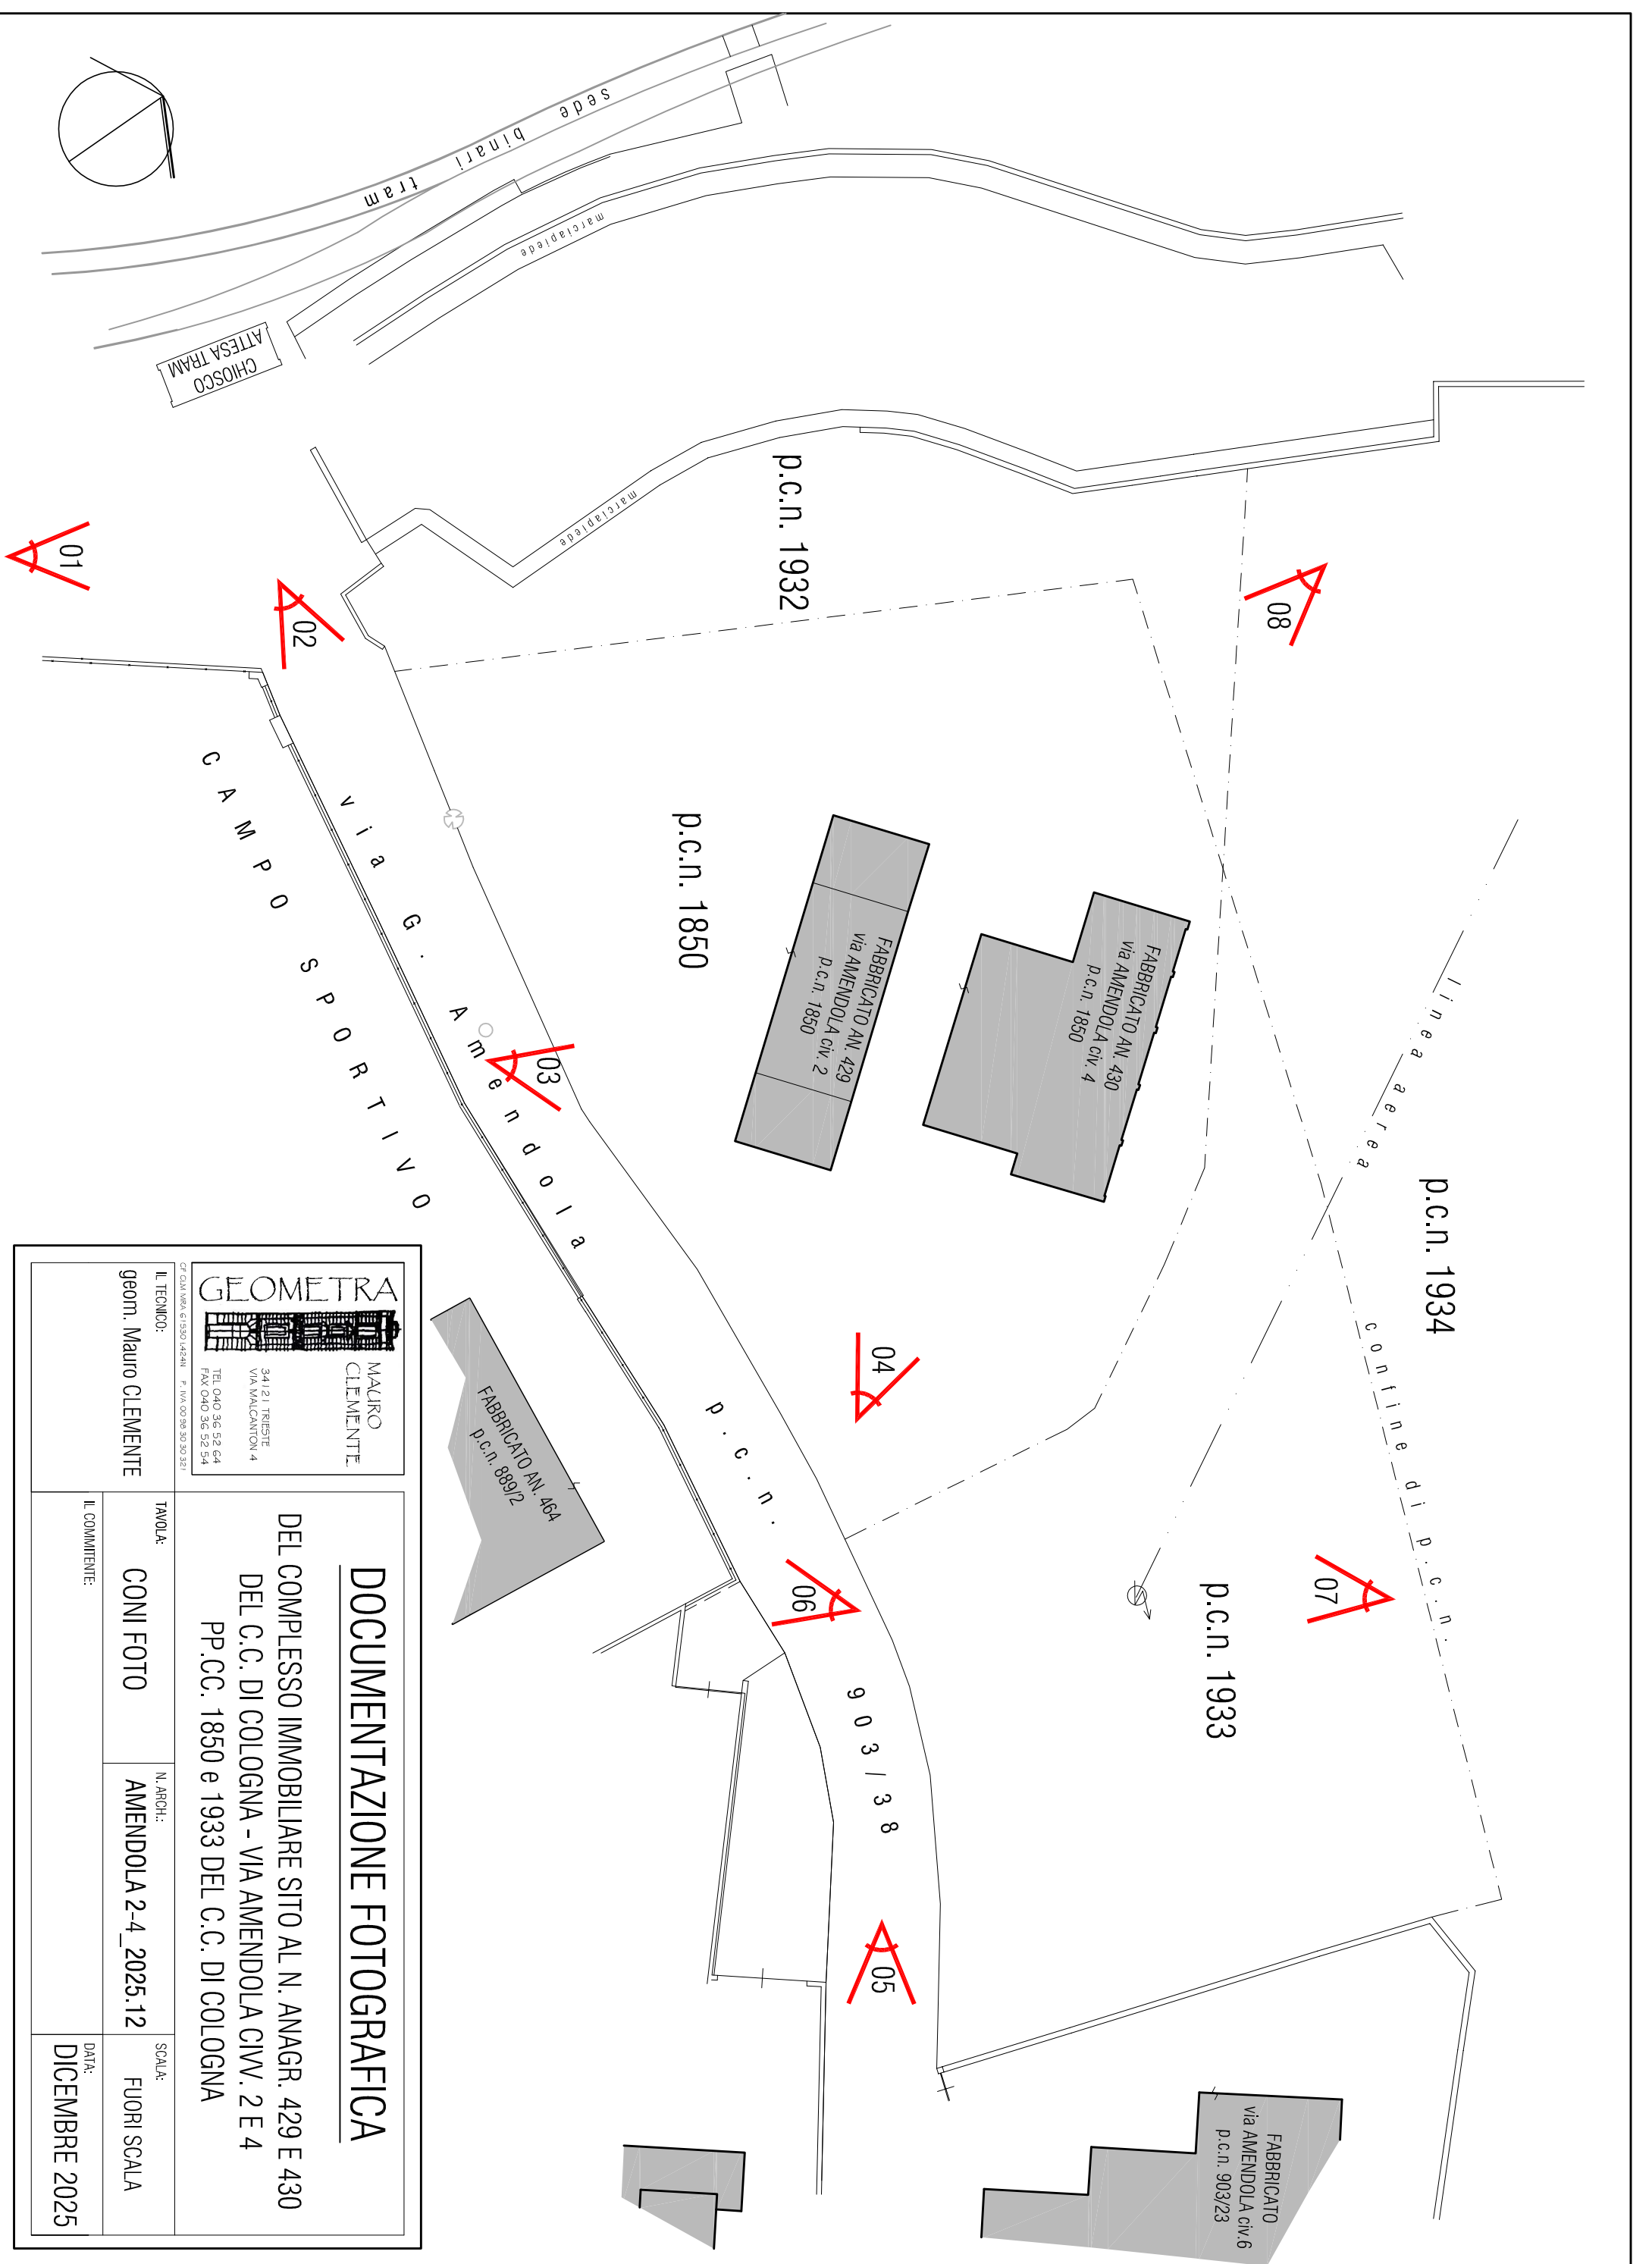 sede binari tram
marciapiede
CHIOSCO
ATTESA TRAM
marciapiede
p.c.n. 1932
p.c.n. 1934
p.c.n. 1850
p.c.n. 1933
01
02
03
04
05
06
07
08
linea aerea
confine di p.c.n.
FABBRICATO AN. 430
via AMENDOLA civ. 4
p.c.n. 1850
FABBRICATO AN. 429
via AMENDOLA civ. 2
p.c.n. 1850
via G. Amendola
p.c.n. 903/38
CAMPO SPORTIVO
FABBRICATO AN. 464
p.c.n. 889/2
FABBRICATO
via AMENDOLA civ.6
p.c.n. 903/23
GEOMETRA
MAURO
CLEMENTE
34121 TRIESTE
VIA MALCANTON 4
TEL 040 36 52 64
FAX 040 36 52 54
DOCUMENTAZIONE FOTOGRAFICA
DEL COMPLESSO IMMOBILIARE SITO AL N. ANAGR. 429 E 430
DEL C.C. DI COLOGNA - VIA AMENDOLA CIVV. 2 E 4
PP.CC. 1850 e 1933 DEL C.C. DI COLOGNA
IL TECNICO:
geom. Mauro CLEMENTE
TAVOLA:
CONI FOTO
N. ARCH.:
AMENDOLA 2-4_2025.12
SCALA:
FUORI SCALA
IL COMMITENTE:
DATA:
DICEMBRE 2025